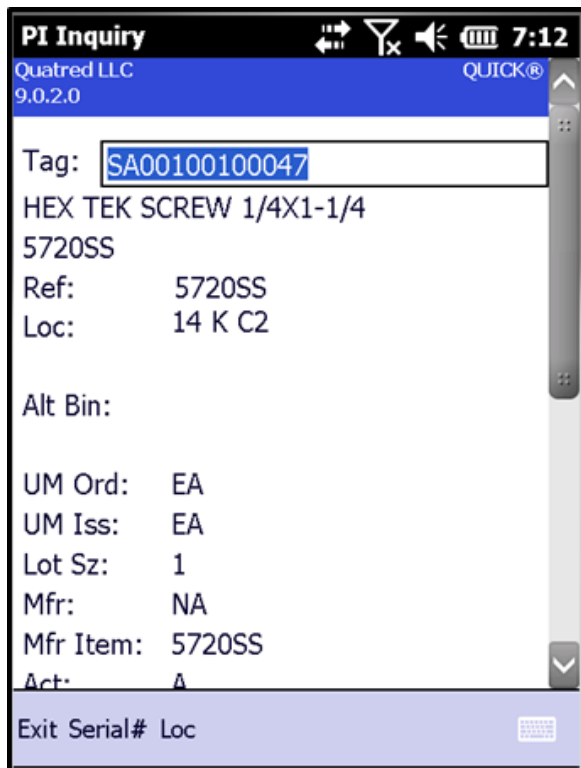 PI Inquiry 7:12
Quatred LLC QUICK®
9.0.2.0
Tag: SA00100100047
HEX TEK SCREW 1/4X1-1/4
5720SS
Ref: 5720SS
Loc: 14 K C2
Alt Bin:
UM Ord: EA
UM Iss: EA
Lot Sz: 1
Mfr: NA
Mfr Item: 5720SS
Act: A
Exit Serial# Loc